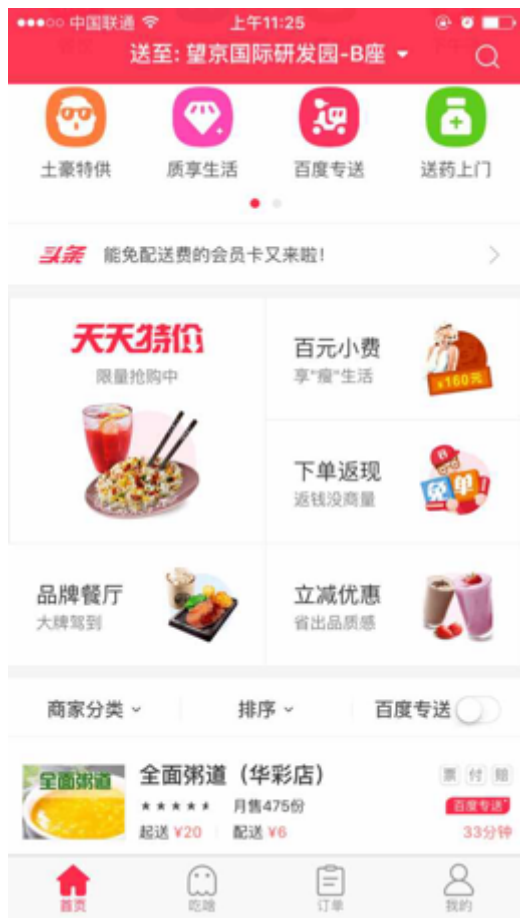 中国联通 上午11:25
送至: 望京国际研发园-B座
土豪特供 质享生活 百度专送 送药上门
头条 能免配送费的会员卡又来啦!
天天特价
限量抢购中
百元小费
享"瘦"生活
¥160元
下单返现
返钱没商量
免单
品牌餐厅
大牌驾到
立减优惠
省出品质感
商家分类 排序 百度专送
全面粥道
全面粥道（华彩店） 票 付 赔
月售475份 百度专送
起送 ¥20 配送 ¥6 33分钟
首页 吃啥 订单 我的